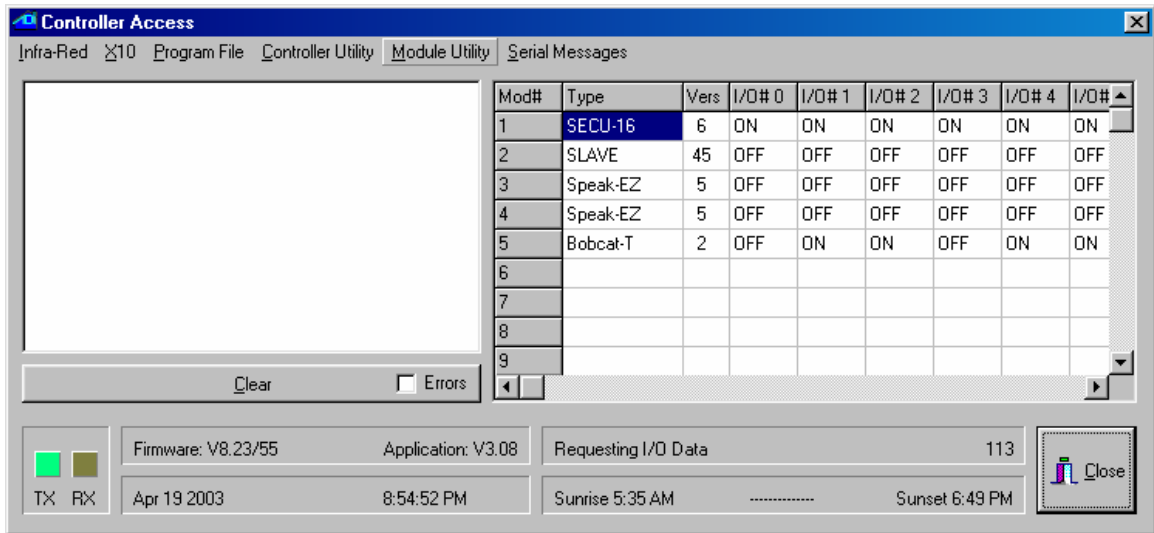 Controller Access
Infra-Red X10 Program File Controller Utility Module Utility Serial Messages
Mod# Type Vers I/O# 0 I/O# 1 I/O# 2 I/O# 3 I/O# 4 I/O#
1 SECU-16 6 ON ON ON ON ON ON
2 SLAVE 45 OFF OFF OFF OFF OFF OFF
3 Speak-EZ 5 OFF OFF OFF OFF OFF OFF
4 Speak-EZ 5 OFF OFF OFF OFF OFF OFF
5 Bobcat-T 2 OFF ON ON OFF ON ON
6
7
8
9
Clear Errors
Firmware: V8.23/55 Application: V3.08 Requesting I/O Data 113
Close
TX RX Apr 19 2003 8:54:52 PM Sunrise 5:35 AM -------------- Sunset 6:49 PM